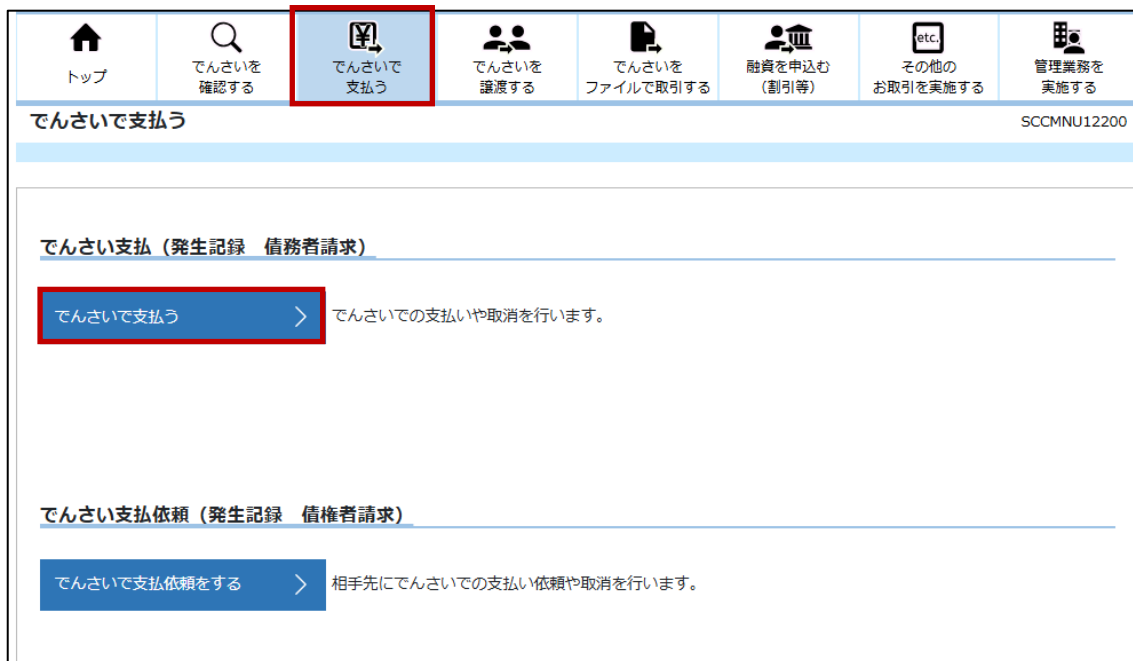 トップ
でんさいを
確認する
でんさいで
支払う
でんさいを
譲渡する
でんさいを
ファイルで取引する
融資を申込む
（割引等）
etc.
その他の
お取引を実施する
管理業務を
実施する
でんさいで支払う
SCCMNU12200
でんさい支払（発生記録　債務者請求）
でんさいで支払う
でんさいでの支払いや取消を行います。
でんさい支払依頼（発生記録　債権者請求）
でんさいで支払依頼をする
相手先にでんさいでの支払い依頼や取消を行います。